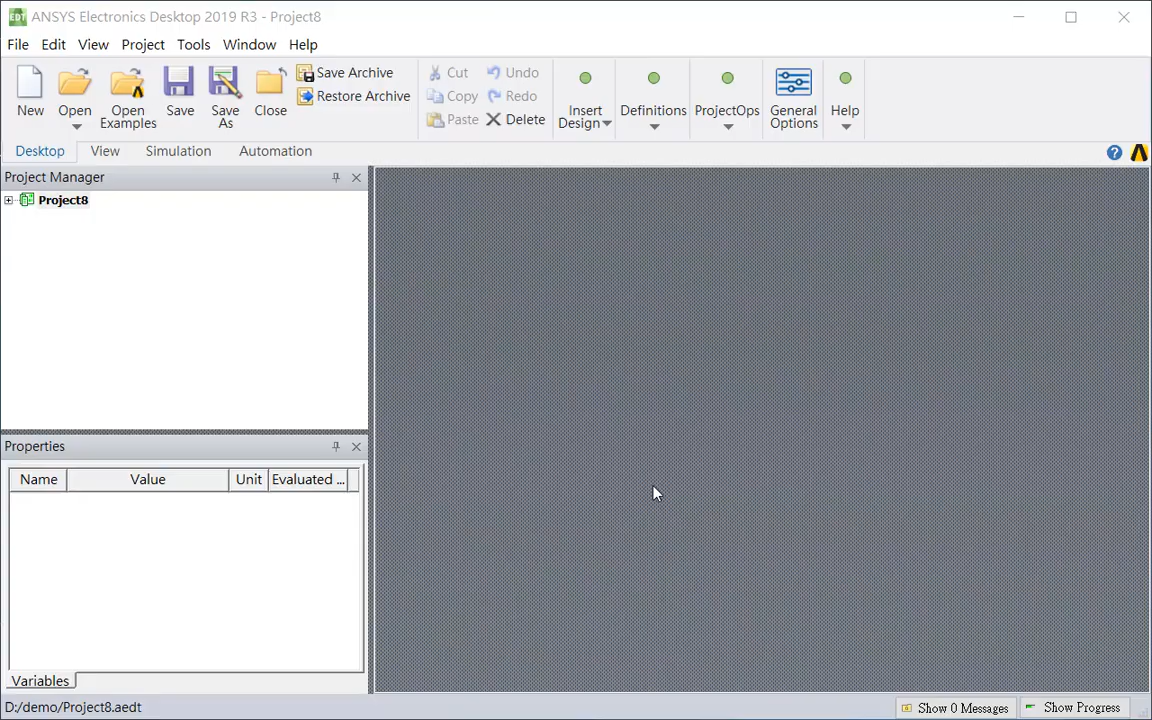 EDT ANSYS Electronics Desktop 2019 R3 - Project8
File Edit View Project Tools Window Help
New Open Open Examples Save Save As Close
Save Archive
Restore Archive
Cut Undo
Copy Redo
Paste Delete
Insert Design Definitions ProjectOps General Options Help
Desktop View Simulation Automation
Project Manager
Project8
Properties
Name Value Unit Evaluated ...
Variables
D:/demo/Project8.aedt Show 0 Messages Show Progress